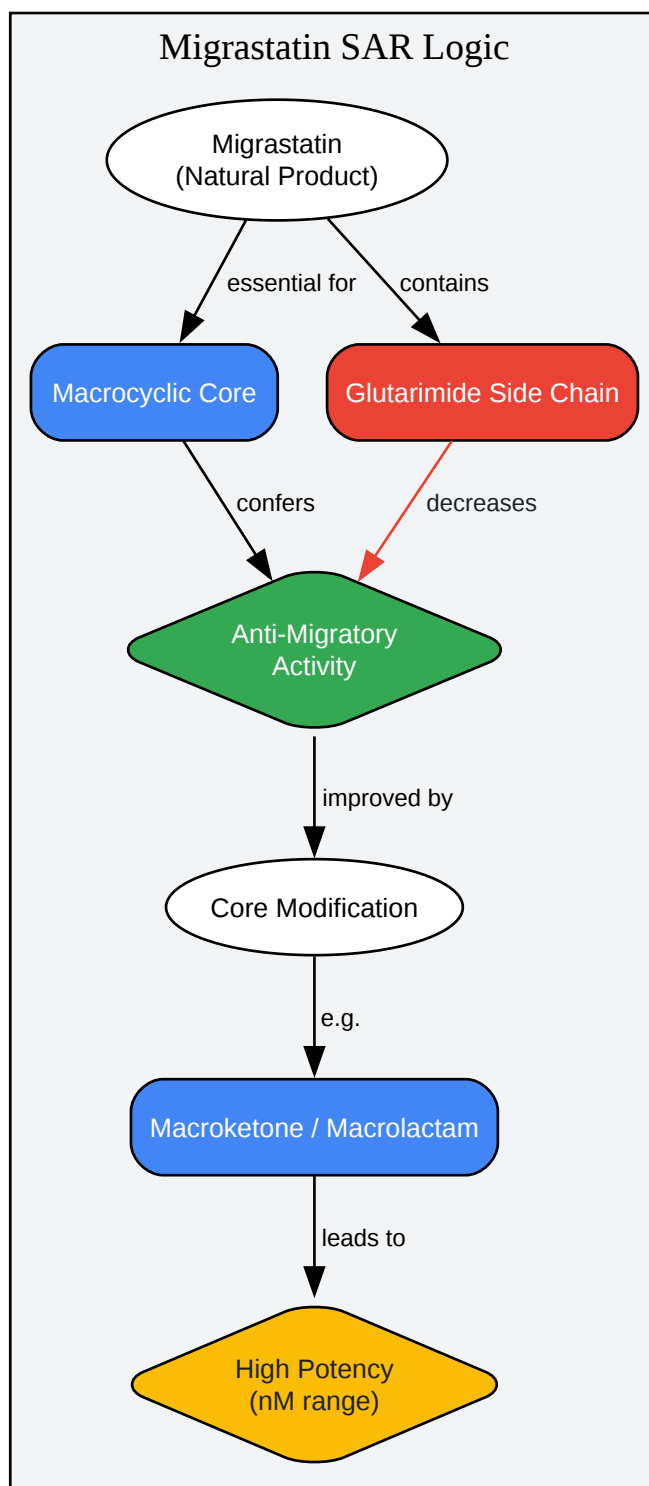 Migrastatin SAR Logic
Migrastatin
(Natural Product)
essential for
contains
Macrocyclic Core
Glutarimide Side Chain
confers
decreases
Anti-Migratory
Activity
improved by
Core Modification
e.g.
Macroketone / Macrolactam
leads to
High Potency
(nM range)